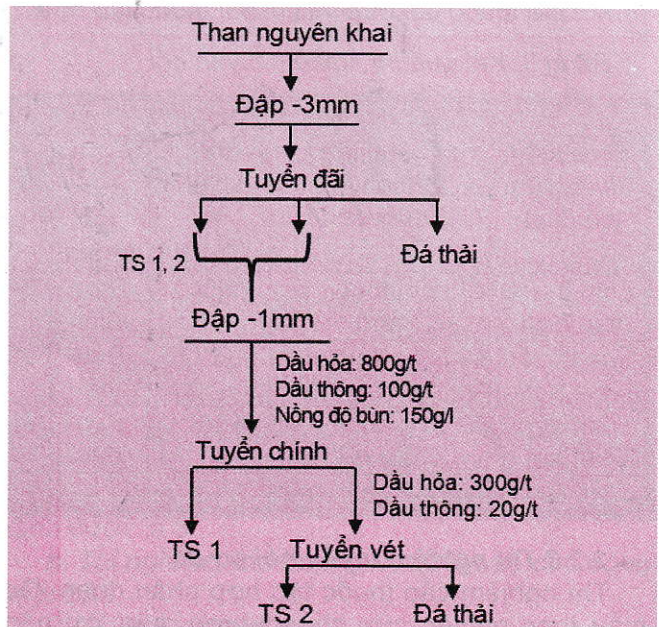 Than nguyên khai
Đập -3mm
Tuyển đãi
TS 1, 2
Đá thải
Đập -1mm
Dầu hỏa: 800g/t
Dầu thông: 100g/t
Nồng độ bùn: 150g/l
Tuyển chính
Dầu hỏa: 300g/t
Dầu thông: 20g/t
TS 1
Tuyển vét
TS 2
Đá thải